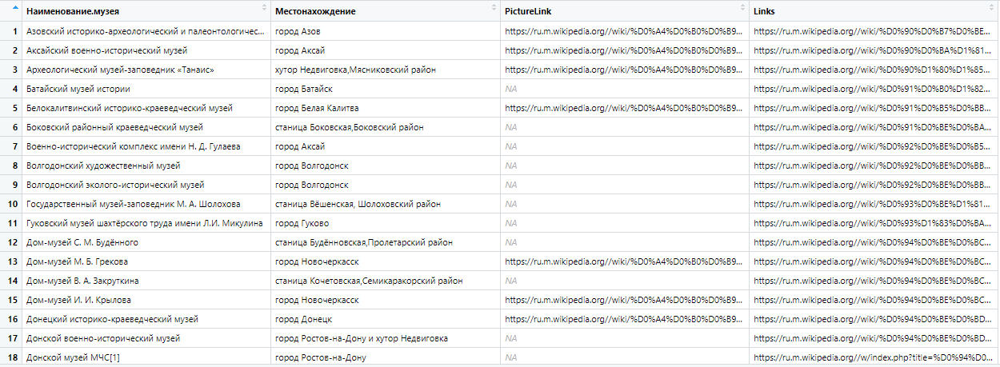 Наименование.музея Местонахождение PictureLink Links
1 Азовский историко-археологический и палеонтологичес... город Азов https://ru.m.wikipedia.org//wiki/%D0%A4%D0%B0%D0%B9... https://ru.m.wikipedia.org//wiki/%D0%90%D0%B7%D0%BE...
2 Аксайский военно-исторический музей город Аксай https://ru.m.wikipedia.org//wiki/%D0%A4%D0%B0%D0%B9... https://ru.m.wikipedia.org//wiki/%D0%90%D0%BA%D1%81...
3 Археологический музей-заповедник «Танаис» хутор Недвиговка,Мясниковский район https://ru.m.wikipedia.org//wiki/%D0%A4%D0%B0%D0%B9... https://ru.m.wikipedia.org//wiki/%D0%90%D1%80%D1%85...
4 Батайский музей истории город Батайск NA https://ru.m.wikipedia.org//wiki/%D0%91%D0%B0%D1%82...
5 Белокалитвинский историко-краеведческий музей город Белая Калитва https://ru.m.wikipedia.org//wiki/%D0%A4%D0%B0%D0%B9... https://ru.m.wikipedia.org//wiki/%D0%91%D0%B5%D0%BB...
6 Боковский районный краеведческий музей станица Боковская,Боковский район NA https://ru.m.wikipedia.org//wiki/%D0%91%D0%BE%D0%BA...
7 Военно-исторический комплекс имени Н. Д. Гулаева город Аксай NA https://ru.m.wikipedia.org//wiki/%D0%92%D0%BE%D0%B5...
8 Волгодонский художественный музей город Волгодонск NA https://ru.m.wikipedia.org//wiki/%D0%92%D0%BE%D0%BB...
9 Волгодонский эколого-исторический музей город Волгодонск NA https://ru.m.wikipedia.org//wiki/%D0%92%D0%BE%D0%BB...
10 Государственный музей-заповедник М. А. Шолохова станица Вёшенская, Шолоховский район NA https://ru.m.wikipedia.org//wiki/%D0%93%D0%BE%D1%81...
11 Гуковский музей шахтёрского труда имени Л.И. Микулина город Гуково NA https://ru.m.wikipedia.org//wiki/%D0%93%D1%83%D0%BA...
12 Дом-музей С. М. Будённого станица Будённовская,Пролетарский район NA https://ru.m.wikipedia.org//wiki/%D0%94%D0%BE%D0%BC...
13 Дом-музей М. Б. Грекова город Новочеркасск https://ru.m.wikipedia.org//wiki/%D0%A4%D0%B0%D0%B9... https://ru.m.wikipedia.org//wiki/%D0%94%D0%BE%D0%BC...
14 Дом-музей В. А. Закруткина станица Кочетовская,Семикаракорский район NA https://ru.m.wikipedia.org//wiki/%D0%94%D0%BE%D0%BC...
15 Дом-музей И. И. Крылова город Новочеркасск https://ru.m.wikipedia.org//wiki/%D0%A4%D0%B0%D0%B9... https://ru.m.wikipedia.org//wiki/%D0%94%D0%BE%D0%BC...
16 Донецкий историко-краеведческий музей город Донецк https://ru.m.wikipedia.org//wiki/%D0%A4%D0%B0%D0%B9... https://ru.m.wikipedia.org//wiki/%D0%94%D0%BE%D0%BD...
17 Донской военно-исторический музей город Ростов-на-Дону и хутор Недвиговка NA https://ru.m.wikipedia.org//wiki/%D0%94%D0%BE%D0%BD...
18 Донской музей МЧС[1] город Ростов-на-Дону NA https://ru.m.wikipedia.org//w/index.php?title=%D0%94%D0...